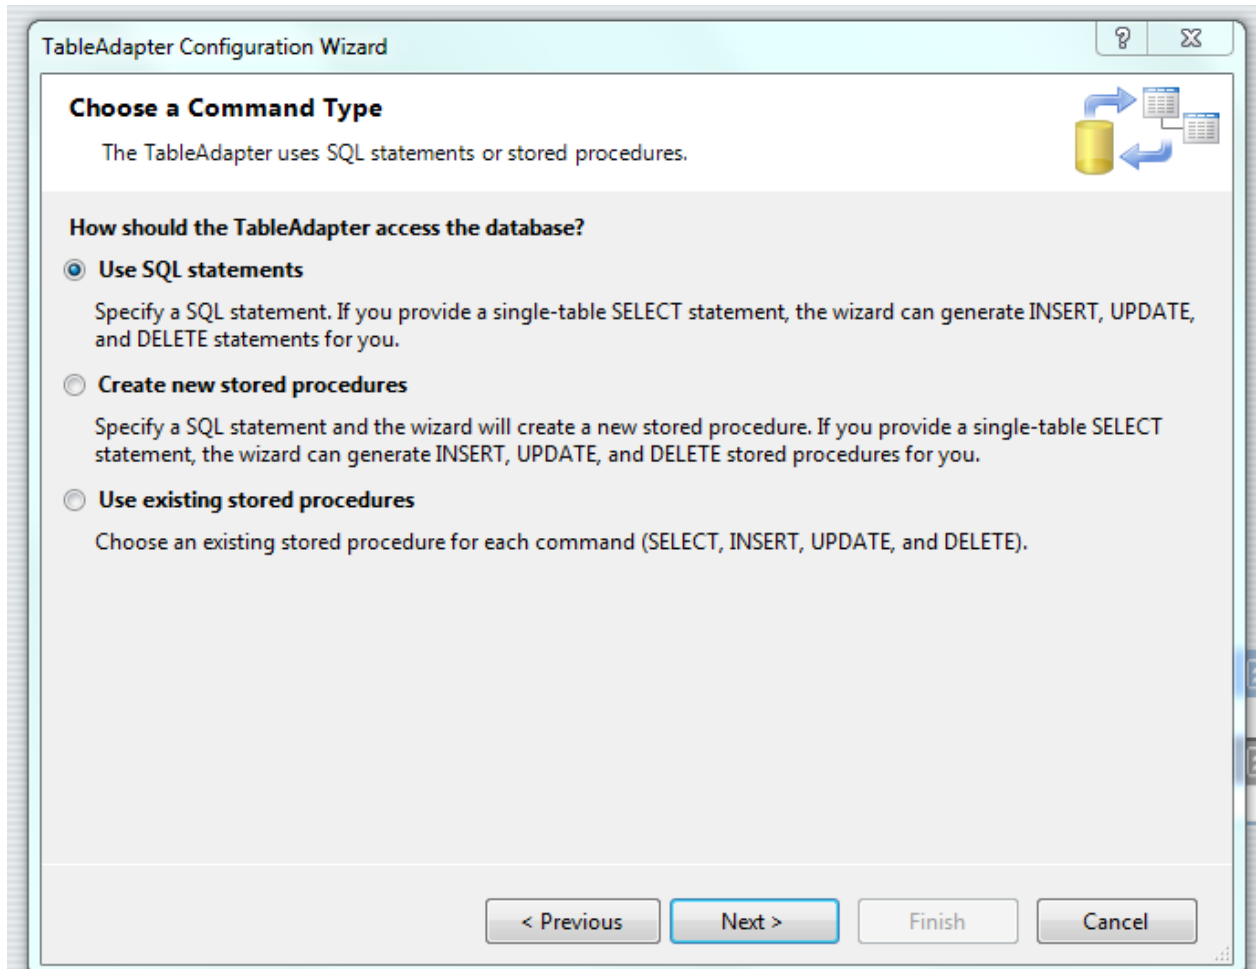 TableAdapter Configuration Wizard
Choose a Command Type
The TableAdapter uses SQL statements or stored procedures.
How should the TableAdapter access the database?
Use SQL statements
Specify a SQL statement. If you provide a single-table SELECT statement, the wizard can generate INSERT, UPDATE,
and DELETE statements for you.
Create new stored procedures
Specify a SQL statement and the wizard will create a new stored procedure. If you provide a single-table SELECT
statement, the wizard can generate INSERT, UPDATE, and DELETE stored procedures for you.
Use existing stored procedures
Choose an existing stored procedure for each command (SELECT, INSERT, UPDATE, and DELETE).
< Previous Next > Finish Cancel